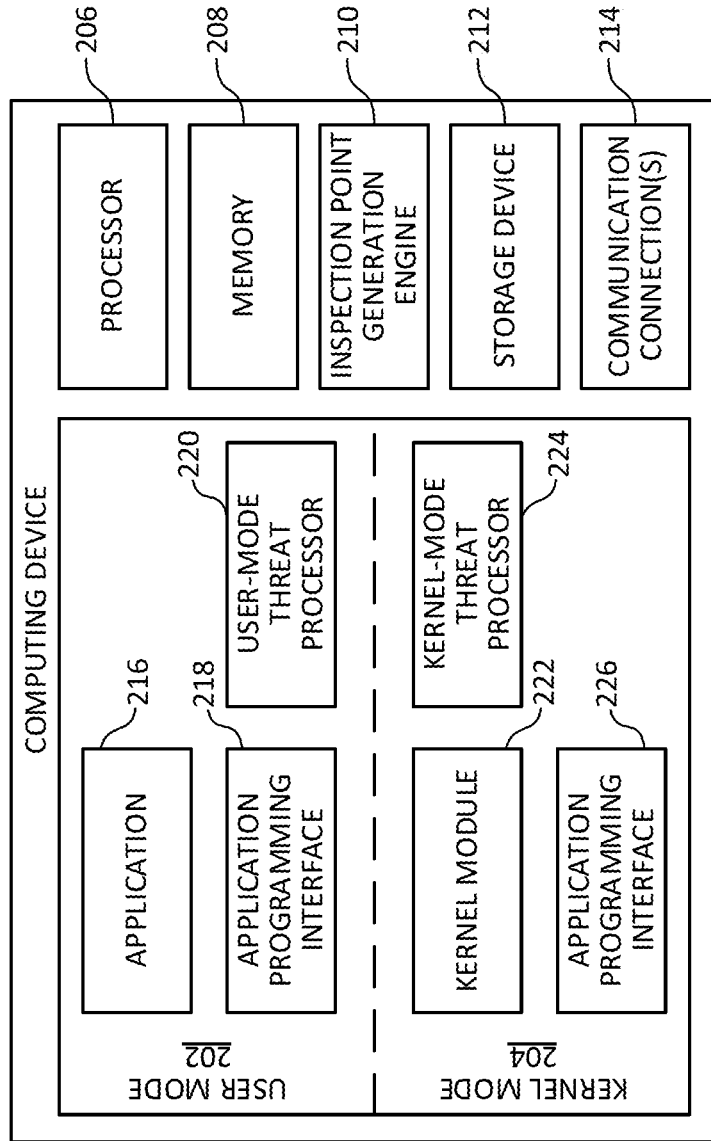 COMPUTING DEVICE
USER MODE
202
APPLICATION
216
APPLICATION
PROGRAMMING
INTERFACE
218
USER-MODE
THREAT
PROCESSOR
220
KERNEL MODE
204
KERNEL MODULE
222
KERNEL-MODE
THREAT
PROCESSOR
224
APPLICATION
PROGRAMMING
INTERFACE
226
PROCESSOR
206
MEMORY
208
INSPECTION POINT
GENERATION
ENGINE
210
STORAGE DEVICE
212
COMMUNICATION
CONNECTION(S)
214